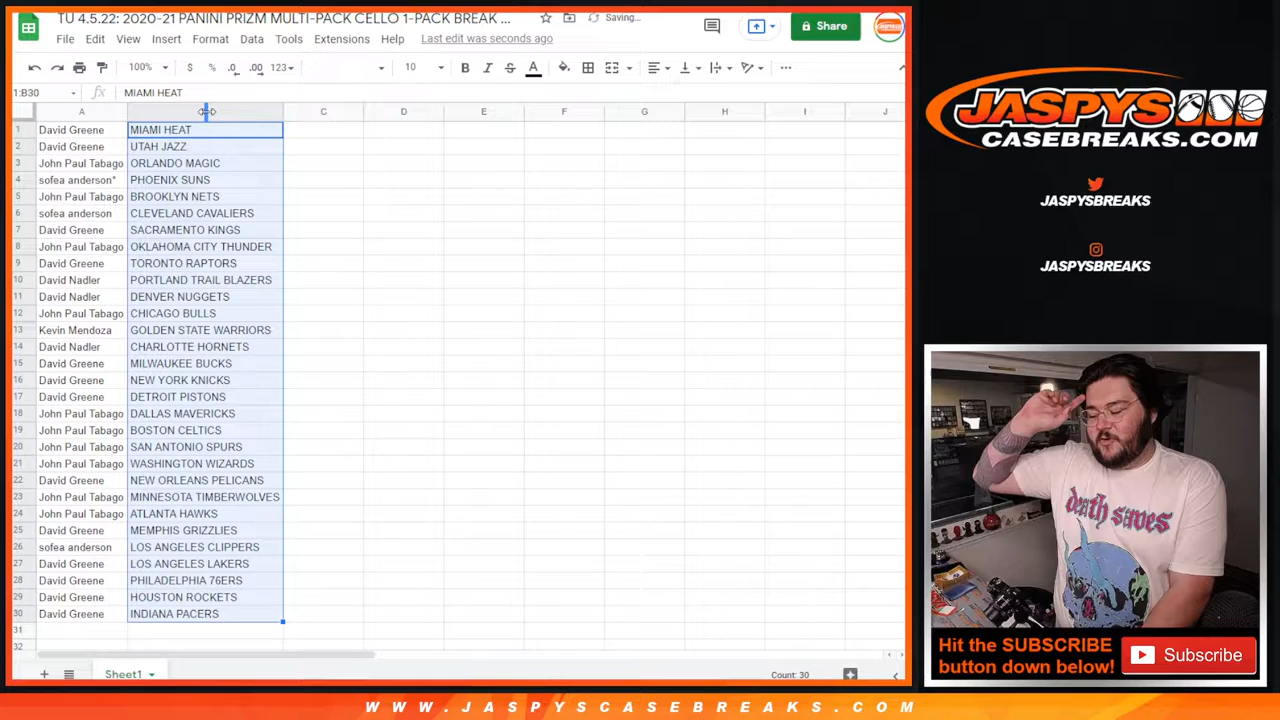 TU 4.5.22: 2020-21 PANINI PRIZM MULTI-PACK CELLO 1-PACK BREAK ...
Saving...
Share
File Edit View In Format Data Tools Extensions Help Last edit was seconds ago
100% $ % .0 .00 123 10 B I S A
1:B30 fx MIAMI HEAT
A C D E F G H I J
1 David Greene MIAMI HEAT
2 David Greene UTAH JAZZ
3 John Paul Tabago ORLANDO MAGIC
4 sofea anderson* PHOENIX SUNS
5 John Paul Tabago BROOKLYN NETS
6 sofea anderson CLEVELAND CAVALIERS
7 David Greene SACRAMENTO KINGS
8 John Paul Tabago OKLAHOMA CITY THUNDER
9 David Greene TORONTO RAPTORS
10 David Nadler PORTLAND TRAIL BLAZERS
11 David Nadler DENVER NUGGETS
12 John Paul Tabago CHICAGO BULLS
13 Kevin Mendoza GOLDEN STATE WARRIORS
14 David Nadler CHARLOTTE HORNETS
15 David Greene MILWAUKEE BUCKS
16 David Greene NEW YORK KNICKS
17 David Greene DETROIT PISTONS
18 John Paul Tabago DALLAS MAVERICKS
19 John Paul Tabago BOSTON CELTICS
20 John Paul Tabago SAN ANTONIO SPURS
21 John Paul Tabago WASHINGTON WIZARDS
22 David Greene NEW ORLEANS PELICANS
23 John Paul Tabago MINNESOTA TIMBERWOLVES
24 John Paul Tabago ATLANTA HAWKS
25 David Greene MEMPHIS GRIZZLIES
26 sofea anderson LOS ANGELES CLIPPERS
27 David Greene LOS ANGELES LAKERS
28 David Greene PHILADELPHIA 76ERS
29 David Greene HOUSTON ROCKETS
30 David Greene INDIANA PACERS
31
32
Sheet1
Count: 30
JASPYS
CASEBREAKS.COM
JASPYSBREAKS
JASPYSBREAKS
death saves
Hit the SUBSCRIBE
button down below!
Subscribe
WWW.JASPYSCASEBREAKS.COM